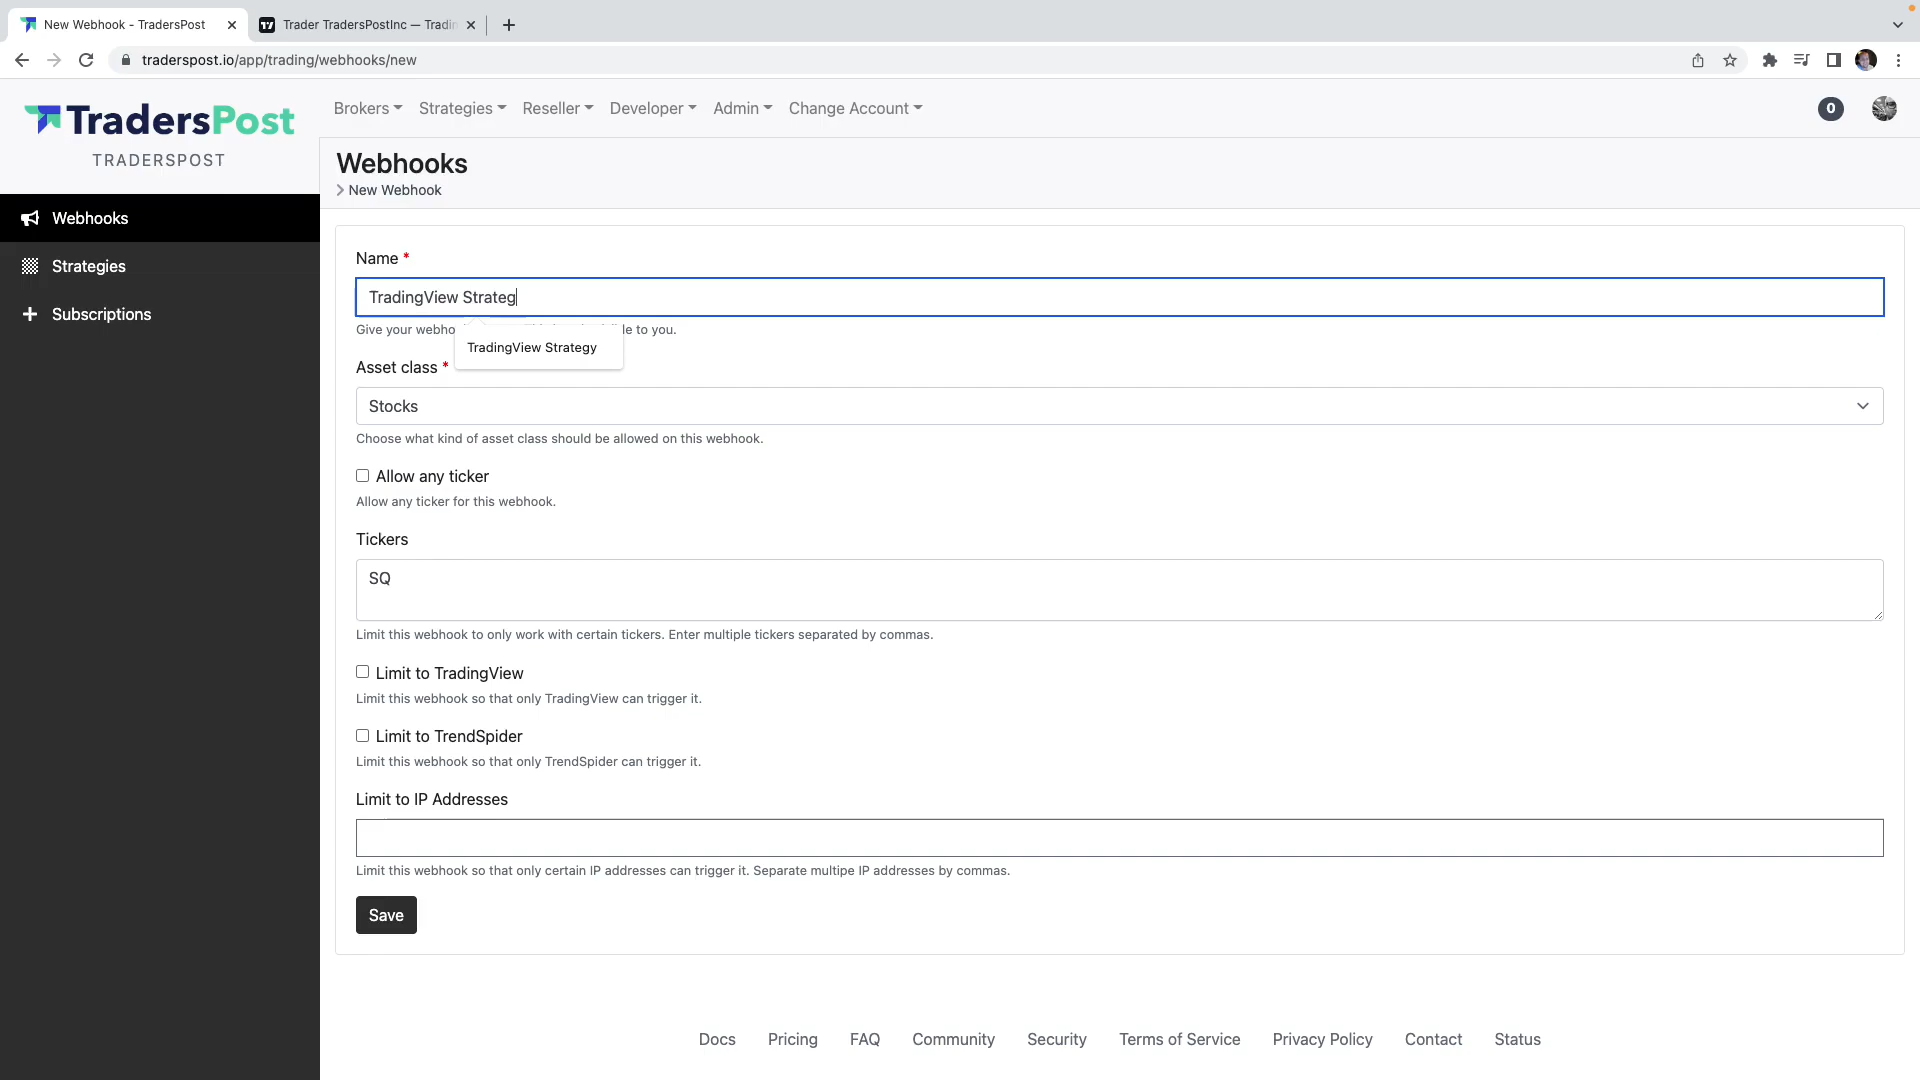 New Webhook - TradersPost
Trader TradersPostInc — Tradin
traderspost.io/app/trading/webhooks/new
TradersPost
TRADERSPOST
Brokers
Strategies
Reseller
Developer
Admin
Change Account
0
Webhooks
New Webhook
Webhooks
Strategies
Subscriptions
Name *
TradingView Strateg
Give your webho
le to you.
TradingView Strategy
Asset class *
Stocks
Choose what kind of asset class should be allowed on this webhook.
Allow any ticker
Allow any ticker for this webhook.
Tickers
SQ
Limit this webhook to only work with certain tickers. Enter multiple tickers separated by commas.
Limit to TradingView
Limit this webhook so that only TradingView can trigger it.
Limit to TrendSpider
Limit this webhook so that only TrendSpider can trigger it.
Limit to IP Addresses
Limit this webhook so that only certain IP addresses can trigger it. Separate multipe IP addresses by commas.
Save
Docs
Pricing
FAQ
Community
Security
Terms of Service
Privacy Policy
Contact
Status